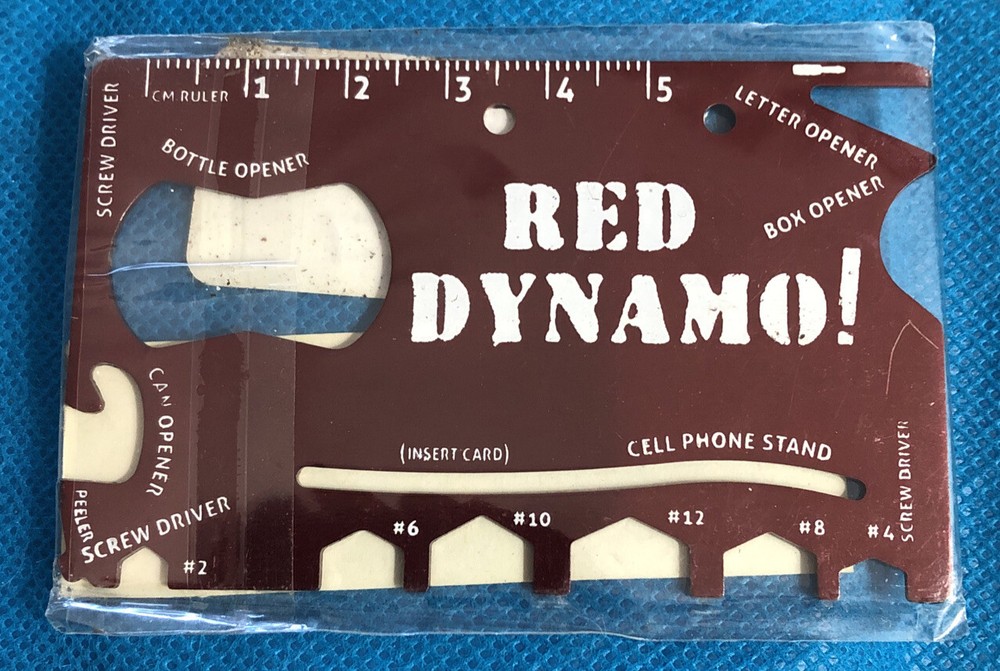 SCREW DRIVER
CM RULER
1 2 3 4 5
LETTER OPENER
BOTTLE OPENER
BOX OPENER
RED
DYNAMO!
CAN OPENER
(INSERT CARD)
CELL PHONE STAND
SCREW DRIVER
PEELER
SCREW DRIVER
#2
#6
#10
#12
#8
#4